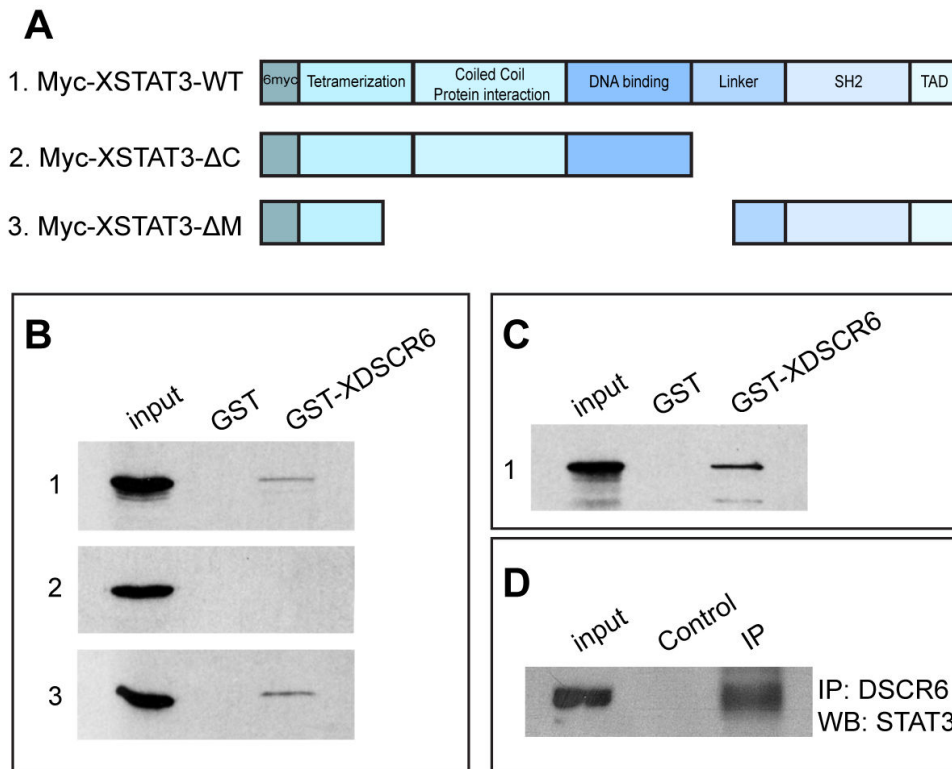 A
1. Myc-XSTAT3-WT
6myc
Tetramerization
Coiled Coil
Protein interaction
DNA binding
Linker
SH2
TAD
2. Myc-XSTAT3-ΔC
3. Myc-XSTAT3-ΔM
B
input
GST
GST-XDSCR6
1
2
3
C
input
GST
GST-XDSCR6
1
D
input
Control
IP
IP: DSCR6
WB: STAT3